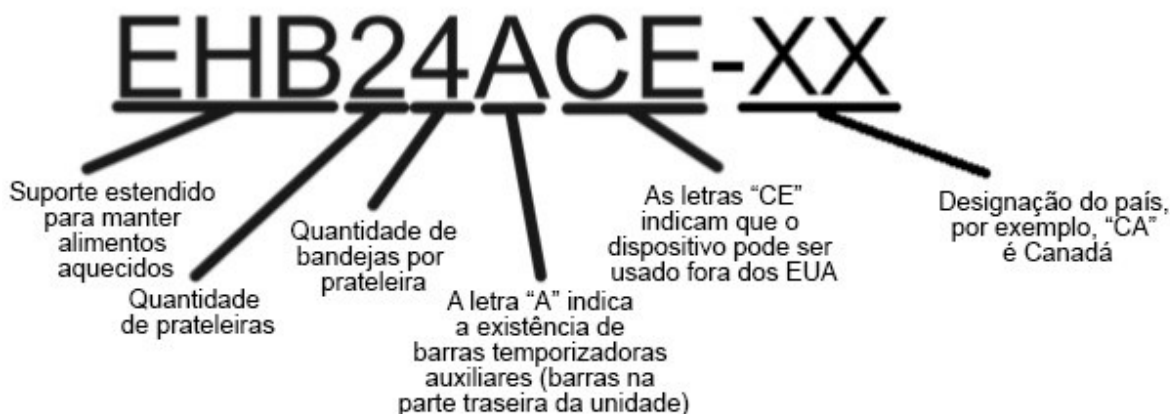 EHB24ACE-XX
Suporte estendido
para manter
alimentos
aquecidos
Quantidade
de prateleiras
Quantidade de
bandejas por
prateleira
A letra “A” indica
a existência de
barras temporizadoras
auxiliares (barras na
parte traseira da unidade)
As letras “CE”
indicam que o
dispositivo pode ser
usado fora dos EUA
Designação do país,
por exemplo, “CA”
é Canadá